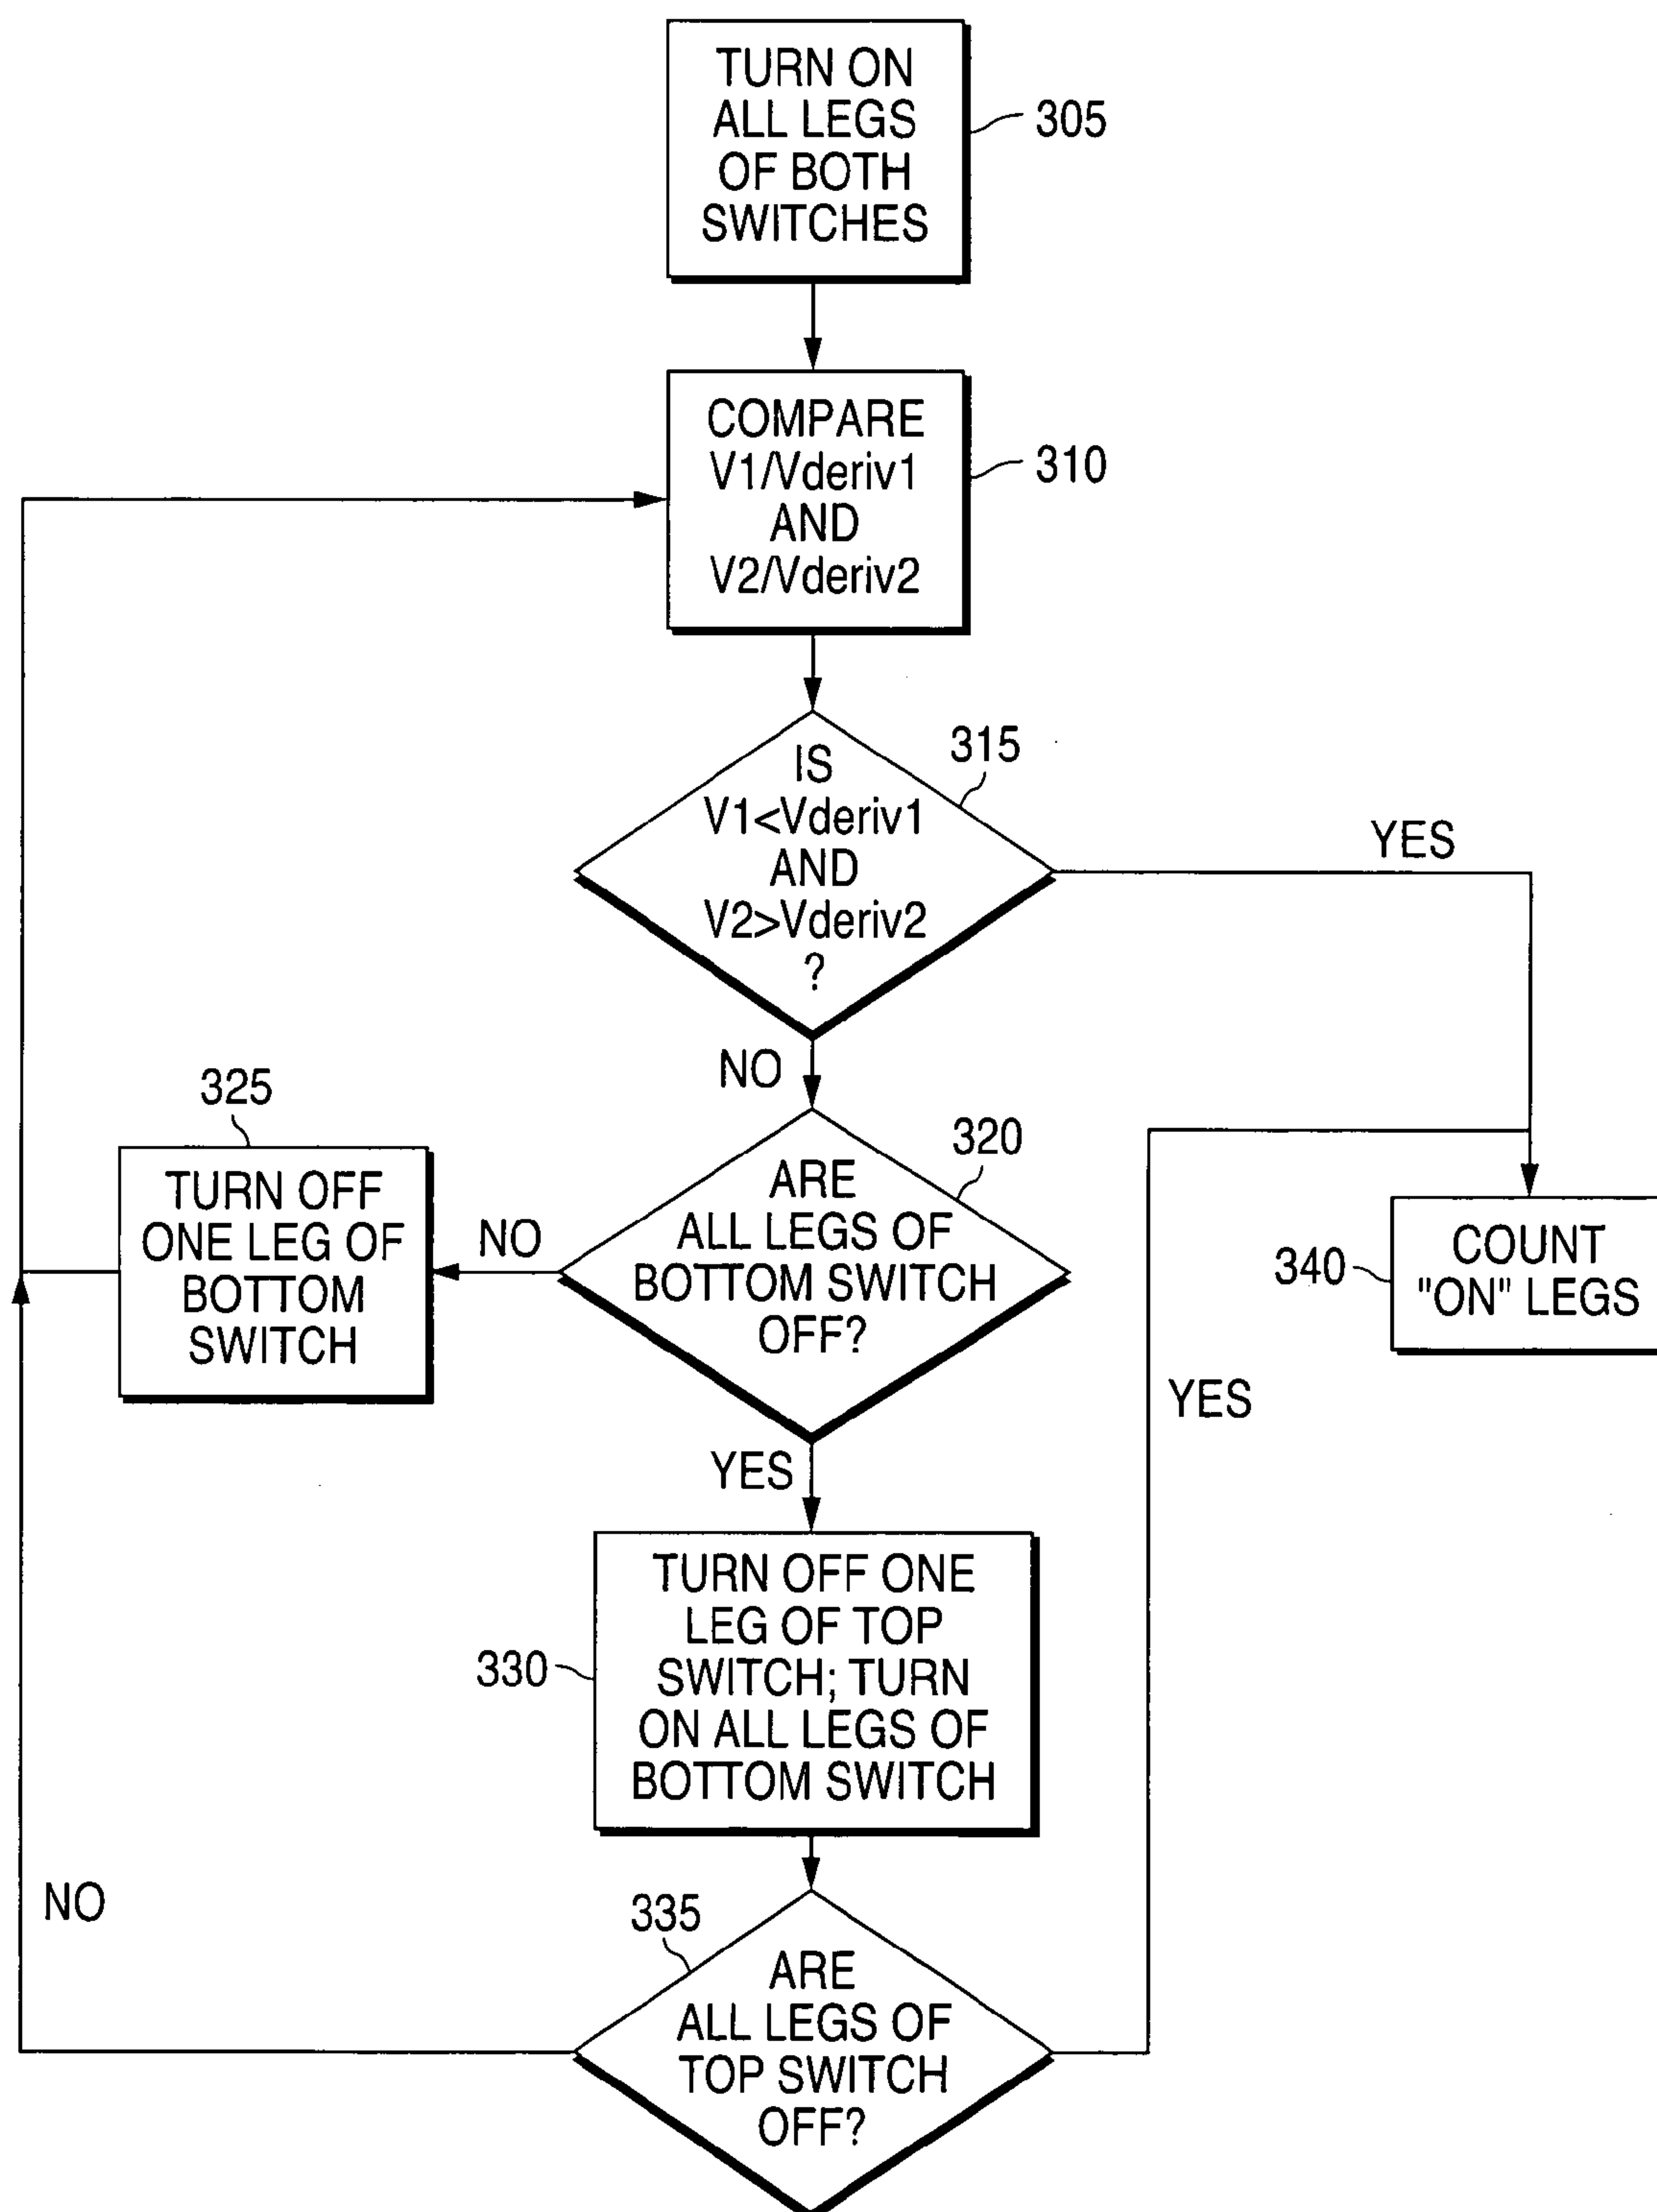 TURN ON
ALL LEGS
OF BOTH
SWITCHES
305
COMPARE
V1/Vderiv1
AND
V2/Vderiv2
310
IS
V1<Vderiv1
AND
V2>Vderiv2
?
315
YES
NO
325
TURN OFF
ONE LEG OF
BOTTOM
SWITCH
NO
320
ARE
ALL LEGS OF
BOTTOM SWITCH
OFF?
340
COUNT
"ON" LEGS
YES
YES
330
TURN OFF ONE
LEG OF TOP
SWITCH; TURN
ON ALL LEGS OF
BOTTOM SWITCH
NO
335
ARE
ALL LEGS OF
TOP SWITCH
OFF?